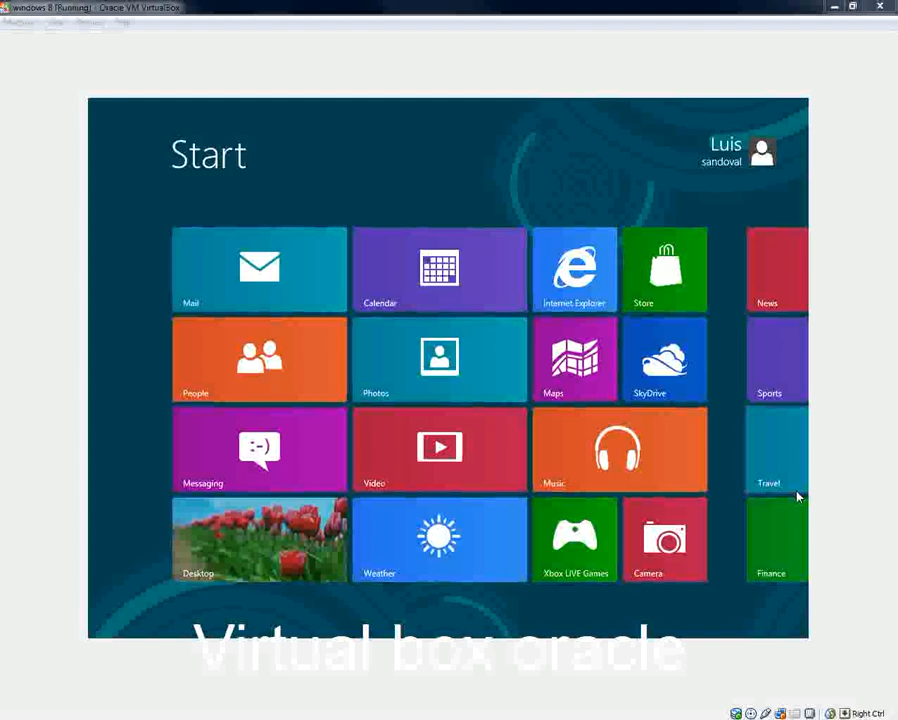 windows 8 [Running] - Oracle VM VirtualBox
Start
Luis
sandoval
Mail
Calendar
Internet Explorer
Store
News
People
Photos
Maps
SkyDrive
Sports
Messaging
Video
Music
Travel
Desktop
Weather
Xbox LIVE Games
Camera
Finance
Virtual box oracle
Right Ctrl